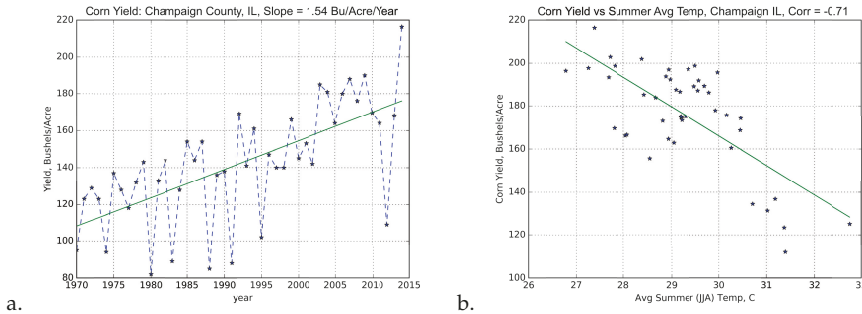 Corn Yield: Champaign County, IL, Slope = 1.54 Bu/Acre/Year
220
200
180
160
140
120
100
80
Yield, Bushels/Acre
1970 1975 1980 1985 1990 1995 2000 2005 2010 2015
year
a.
Corn Yield vs Summer Avg Temp, Champaign IL, Corr = -0.71
220
200
180
160
140
120
100
Corn Yield, Bushels/Acre
26 27 28 29 30 31 32 3
Avg Summer (JJA) Temp, C
b.